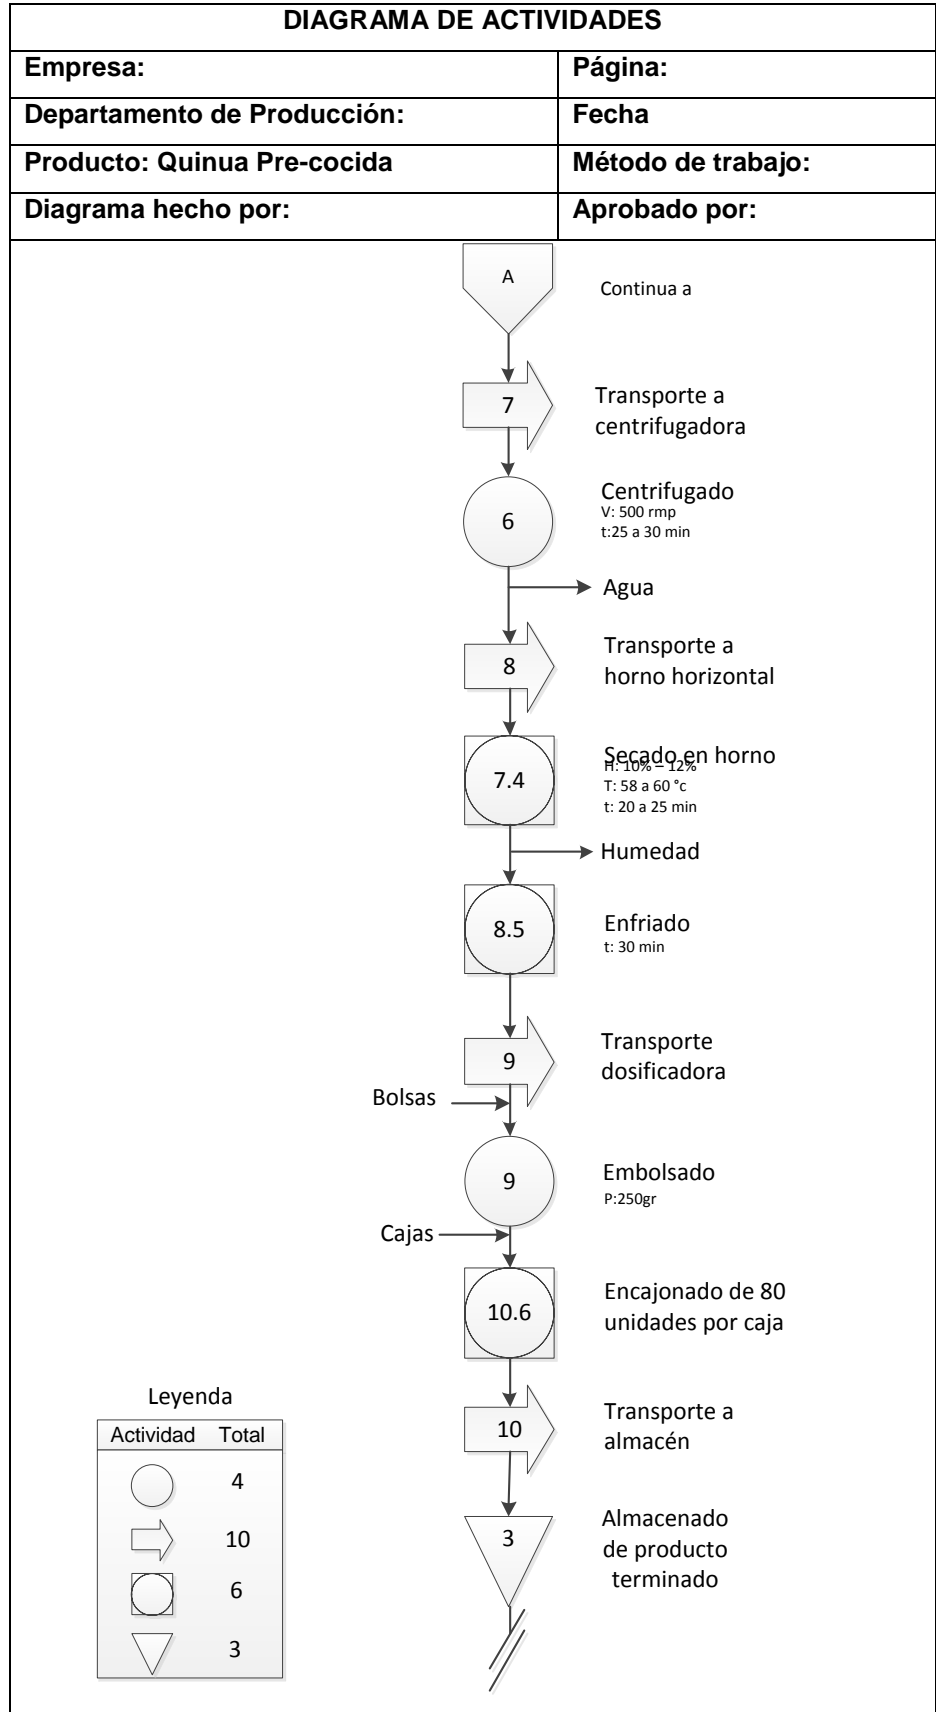 DIAGRAMA DE ACTIVIDADES
Empresa:
Página:
Departamento de Producción:
Fecha
Producto: Quinua Pre-cocida
Método de trabajo:
Diagrama hecho por:
Aprobado por:
A
Continua a
7
Transporte a
centrifugadora
6
Centrifugado
V: 500 rmp
t:25 a 30 min
Agua
8
Transporte a
horno horizontal
7.4
Secado en horno
H: 10% – 12%
T: 58 a 60 °c
t: 20 a 25 min
Humedad
8.5
Enfriado
t: 30 min
9
Transporte
dosificadora
Bolsas
9
Embolsado
P:250gr
Cajas
10.6
Encajonado de 80
unidades por caja
10
Transporte a
almacén
3
Almacenado
de producto
terminado
Leyenda
Actividad Total
4
10
6
3